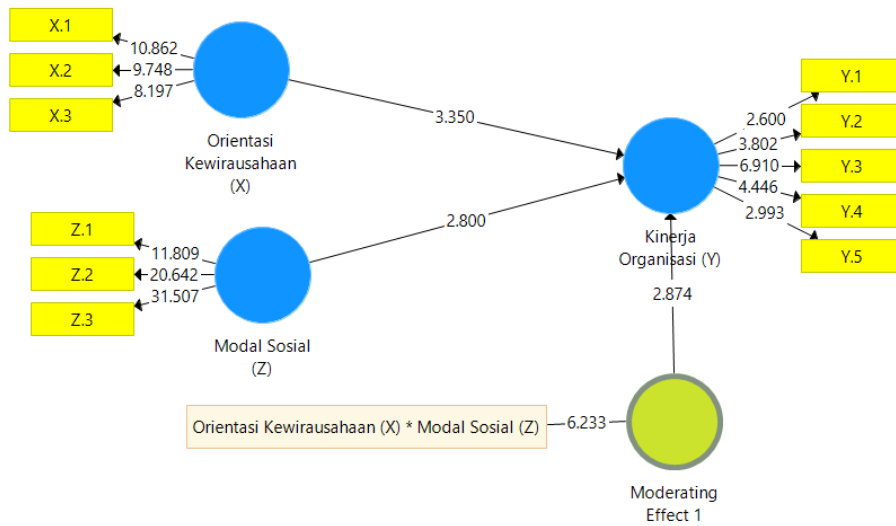 X.1
10.862
X.2
9.748
X.3
8.197
Orientasi
Kewirausahaan
(X)
3.350
Y.1
2.600
Y.2
3.802
Y.3
6.910
Y.4
4.446
Y.5
2.993
Kinerja
Organisasi (Y)
Z.1
11.809
Z.2
20.642
Z.3
31.507
Modal Sosial
(Z)
2.800
2.874
Orientasi Kewirausahaan (X) * Modal Sosial (Z)
6.233
Moderating
Effect 1